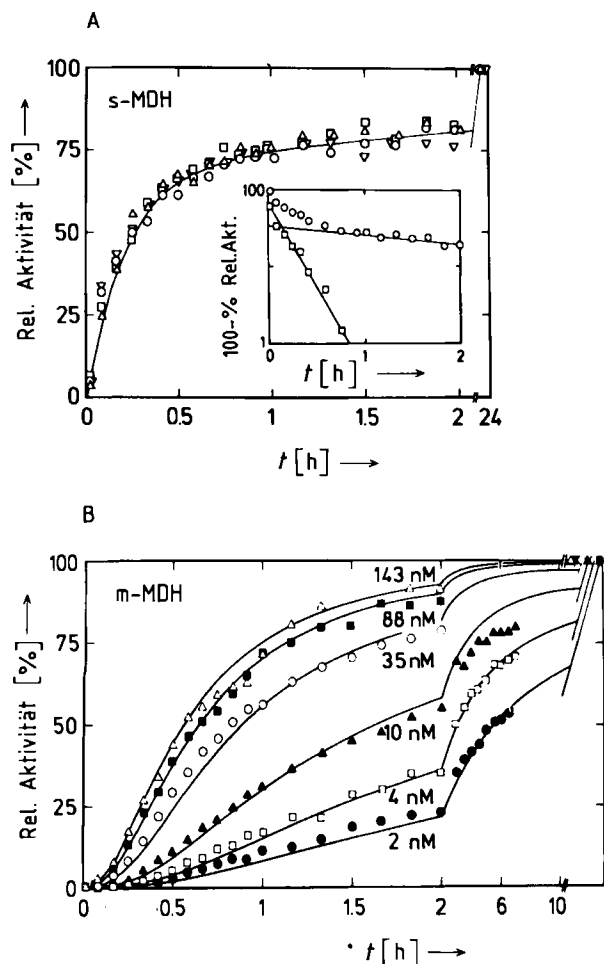 A
100
s-MDH
75
50
25
0
Rel. Aktivität [%]
0 0.5 1 1.5 2 24
t [h]
100
1
100-% Rel. Akt.
0 1 2
t [h]
B
100
m-MDH
75
50
25
0
Rel. Aktivität [%]
143 nM
88 nM
35 nM
10 nM
4 nM
2 nM
0 0.5 1 1.5 2 6 10
t [h]